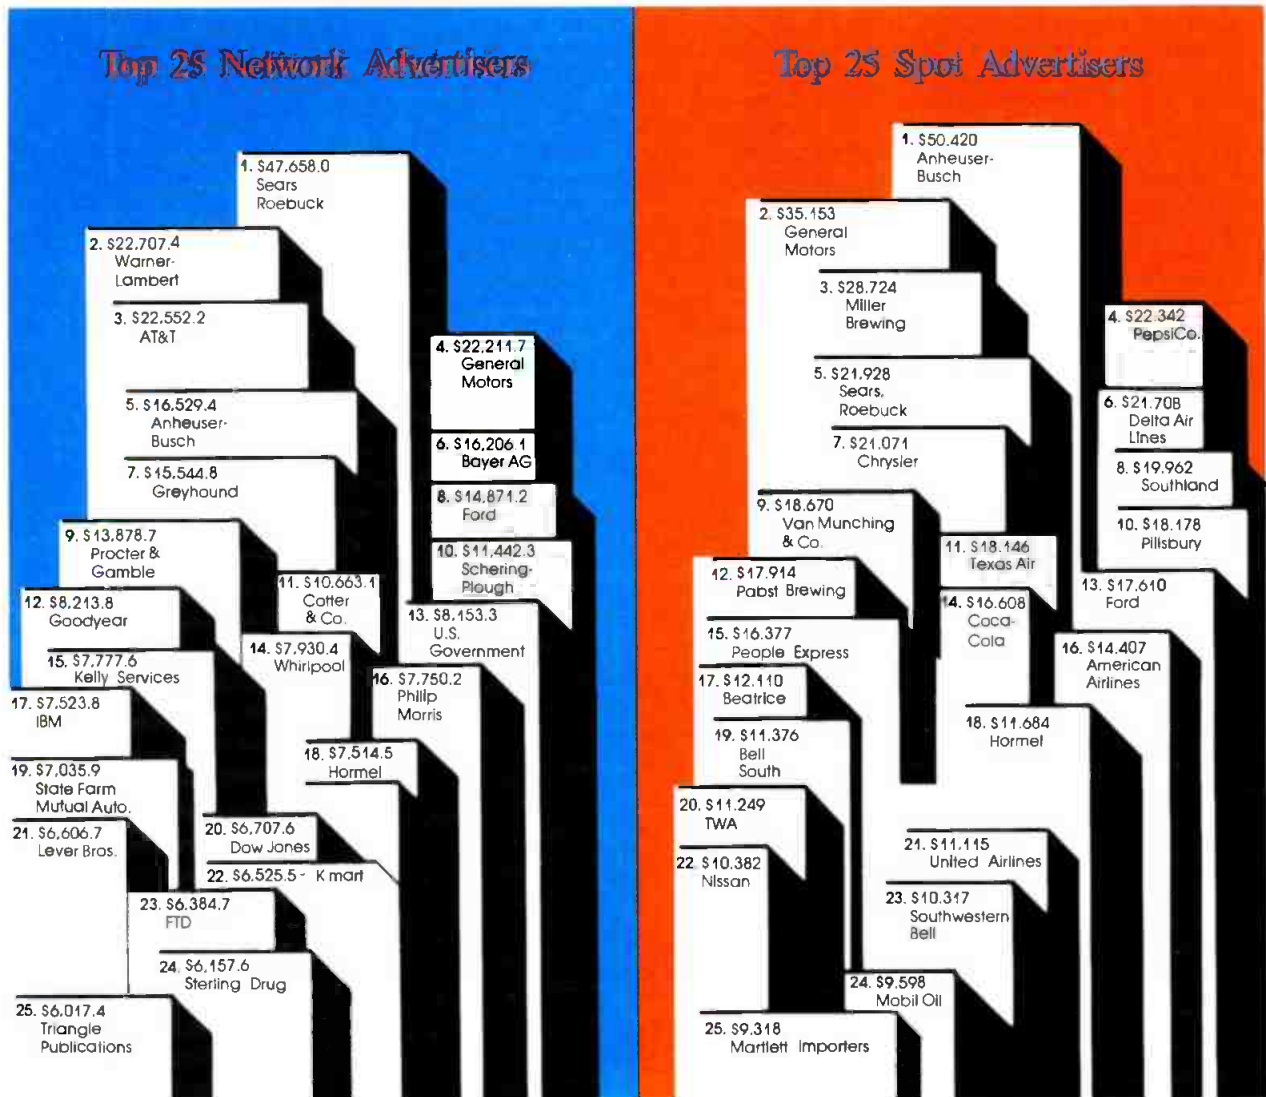 Top 25 Network Advertisers
1. $47.658.0
Sears
Roebuck
2. $22,707.4
Warner-
Lambert
3. $22,552.2
AT&T
4. $22,211.7
General
Motors
5. $16,529.4
Anheuser-
Busch
6. $16,206.1
Bayer AG
7. $15,544.8
Greyhound
8. $14,871.2
Ford
9. $13,878.7
Procter &
Gamble
10. $11,442.3
Schering-
Plough
11. $10,663.1
Cotter
& Co.
12. $8,213.8
Goodyear
13. $8,153.3
U.S.
Government
14. $7,930.4
Whirlpool
15. $7,777.6
Kelly Services
16. $7,750.2
Philip
Morris
17. $7,523.8
IBM
18. $7,514.5
Hormel
19. $7,035.9
State Farm
Mutual Auto.
20. $6,707.6
Dow Jones
21. $6,606.7
Lever Bros.
22. $6,525.5 - K mart
23. $6.384.7
FTD
24. $6,157.6
Sterling Drug
25. $6,017.4
Triangle
Publications
Top 25 Spot Advertisers
1. $50.420
Anheuser-
Busch
2. $35.153
General
Motors
3. $28.724
Miller
Brewing
4. $22.342
PepsiCo.
5. $21.928
Sears,
Roebuck
6. $21.708
Delta Air
Lines
7. $21.071
Chrysler
8. $19.962
Southland
9. $18.670
Van Munching
& Co.
10. $18.178
Pillsbury
11. $18.146
Texas Air
12. $17.914
Pabst Brewing
13. $17.610
Ford
14. $16.608
Coca-
Cola
15. $16.377
People Express
16. $14.407
American
Airlines
17. $12.110
Beatrice
18. $11.684
Hormel
19. $11.376
Bell
South
20. $11.249
TWA
21. $11.115
United Airlines
22 $10.382
Nissan
23. $10.317
Southwestern
Bell
24. $9.598
Mobil Oil
25. $9.318
Martlett Importers